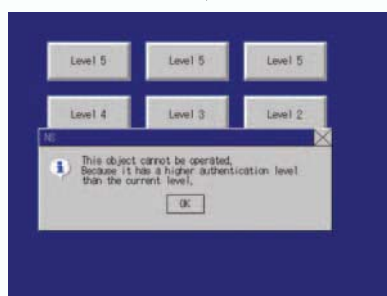 Level 5 Level 5 Level 5
Level 4 Level 3 Level 2
NS
This object cannot be operated,
Because it has a higher authentication level
than the current level.
OK